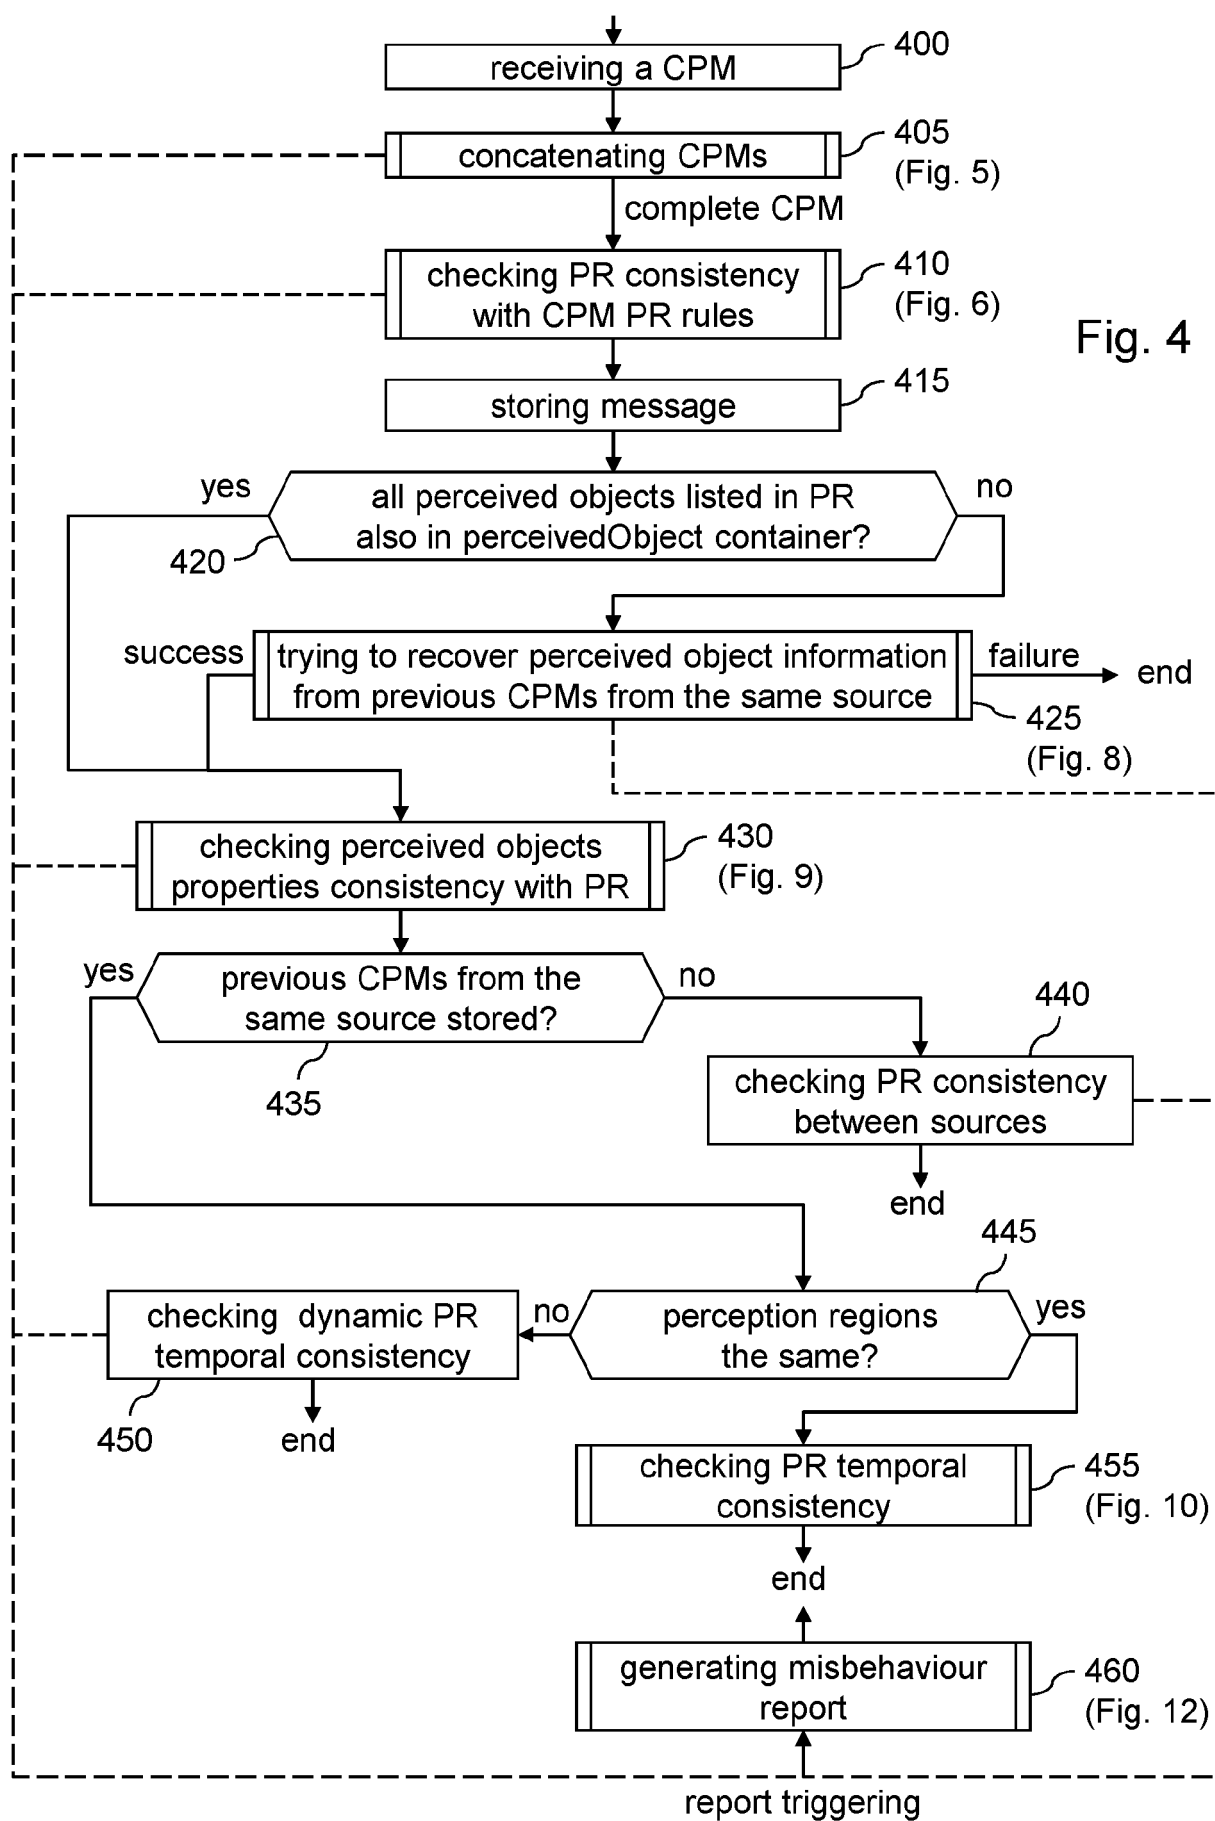 receiving a CPM
400
concatenating CPMs
405
(Fig. 5)
complete CPM
checking PR consistency
with CPM PR rules
410
(Fig. 6)
Fig. 4
storing message
415
yes
all perceived objects listed in PR
also in perceivedObject container?
no
420
success
trying to recover perceived object information
from previous CPMs from the same source
failure
end
425
(Fig. 8)
checking perceived objects
properties consistency with PR
430
(Fig. 9)
yes
previous CPMs from the
same source stored?
no
435
440
checking PR consistency
between sources
end
445
checking dynamic PR
temporal consistency
no
perception regions
the same?
yes
450
end
checking PR temporal
consistency
455
(Fig. 10)
end
generating misbehaviour
report
460
(Fig. 12)
report triggering